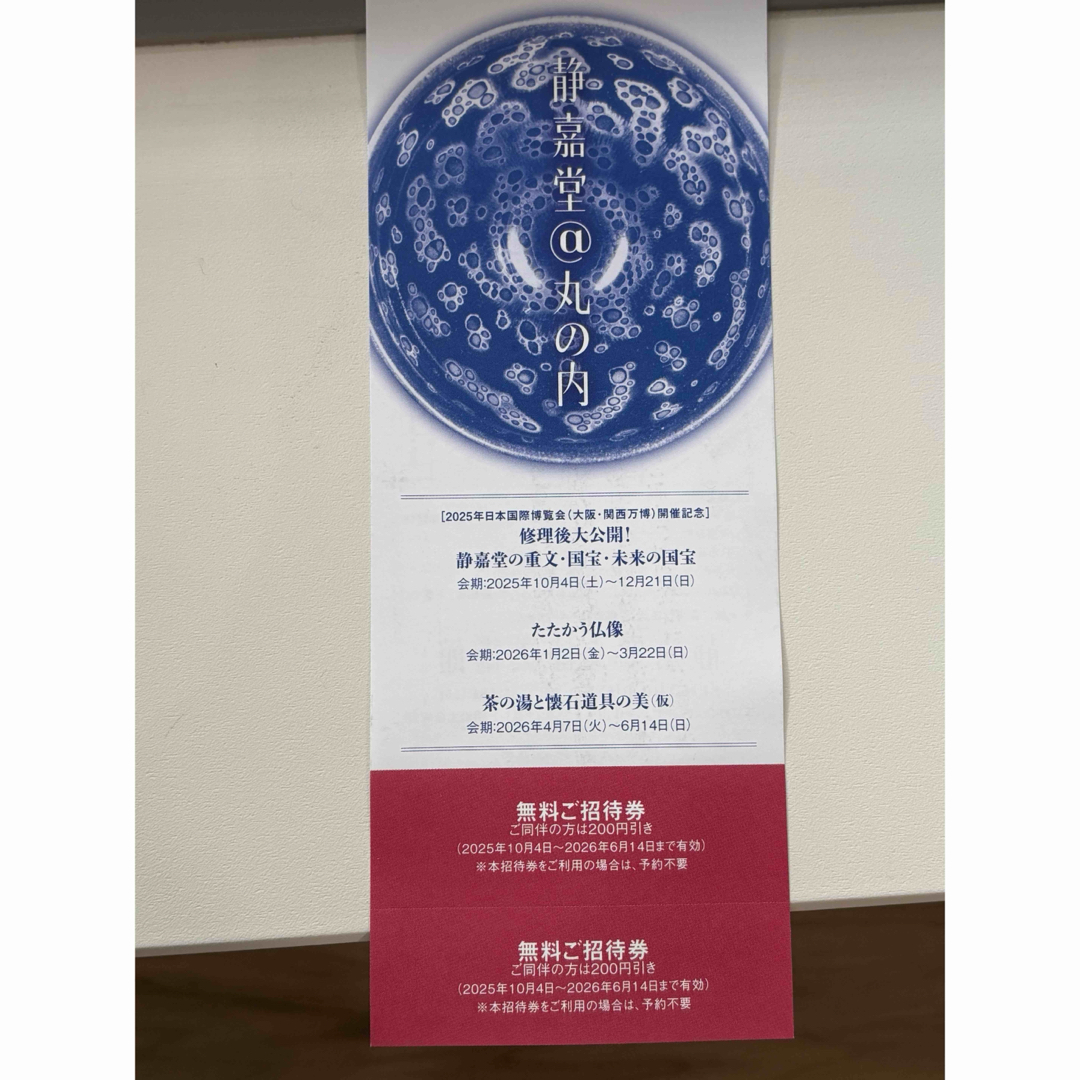 静嘉堂@丸の内
［2025年日本国際博覧会（大阪・関西万博）開催記念］
修理後大公開！
静嘉堂の重文・国宝・未来の国宝
会期：2025年10月4日（土）〜12月21日（日）
たたかう仏像
会期：2026年1月2日（金）〜3月22日（日）
茶の湯と懐石道具の美（仮）
会期：2026年4月7日（火）〜6月14日（日）
無料ご招待券
ご同伴の方は200円引き
（2025年10月4日〜2026年6月14日まで有効）
※本招待券をご利用の場合は、予約不要
無料ご招待券
ご同伴の方は200円引き
（2025年10月4日〜2026年6月14日まで有効）
※本招待券をご利用の場合は、予約不要